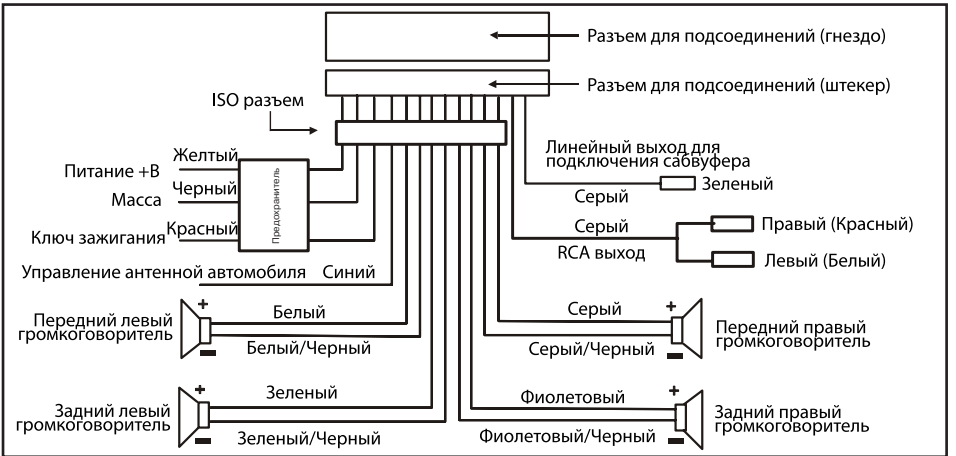 Разъем для подсоединений (гнездо)
Разъем для подсоединений (штекер)
ISO разъем
Линейный выход для
подключения сабвуфера
Желтый
Питание +В
Зеленый
Черный
Серый
Масса
Предохранитель
Красный
Серый
Правый (Красный)
Ключ зажигания
RCA выход
Левый (Белый)
Управление антенной автомобиля
Синий
+
Белый
Передний левый
громкоговоритель
Белый/Черный
Серый
+
Передний правый
громкоговоритель
Серый/Черный
+
Зеленый
Задний левый
громкоговоритель
Зеленый/Черный
Фиолетовый
+
Задний правый
громкоговоритель
Фиолетовый/Черный